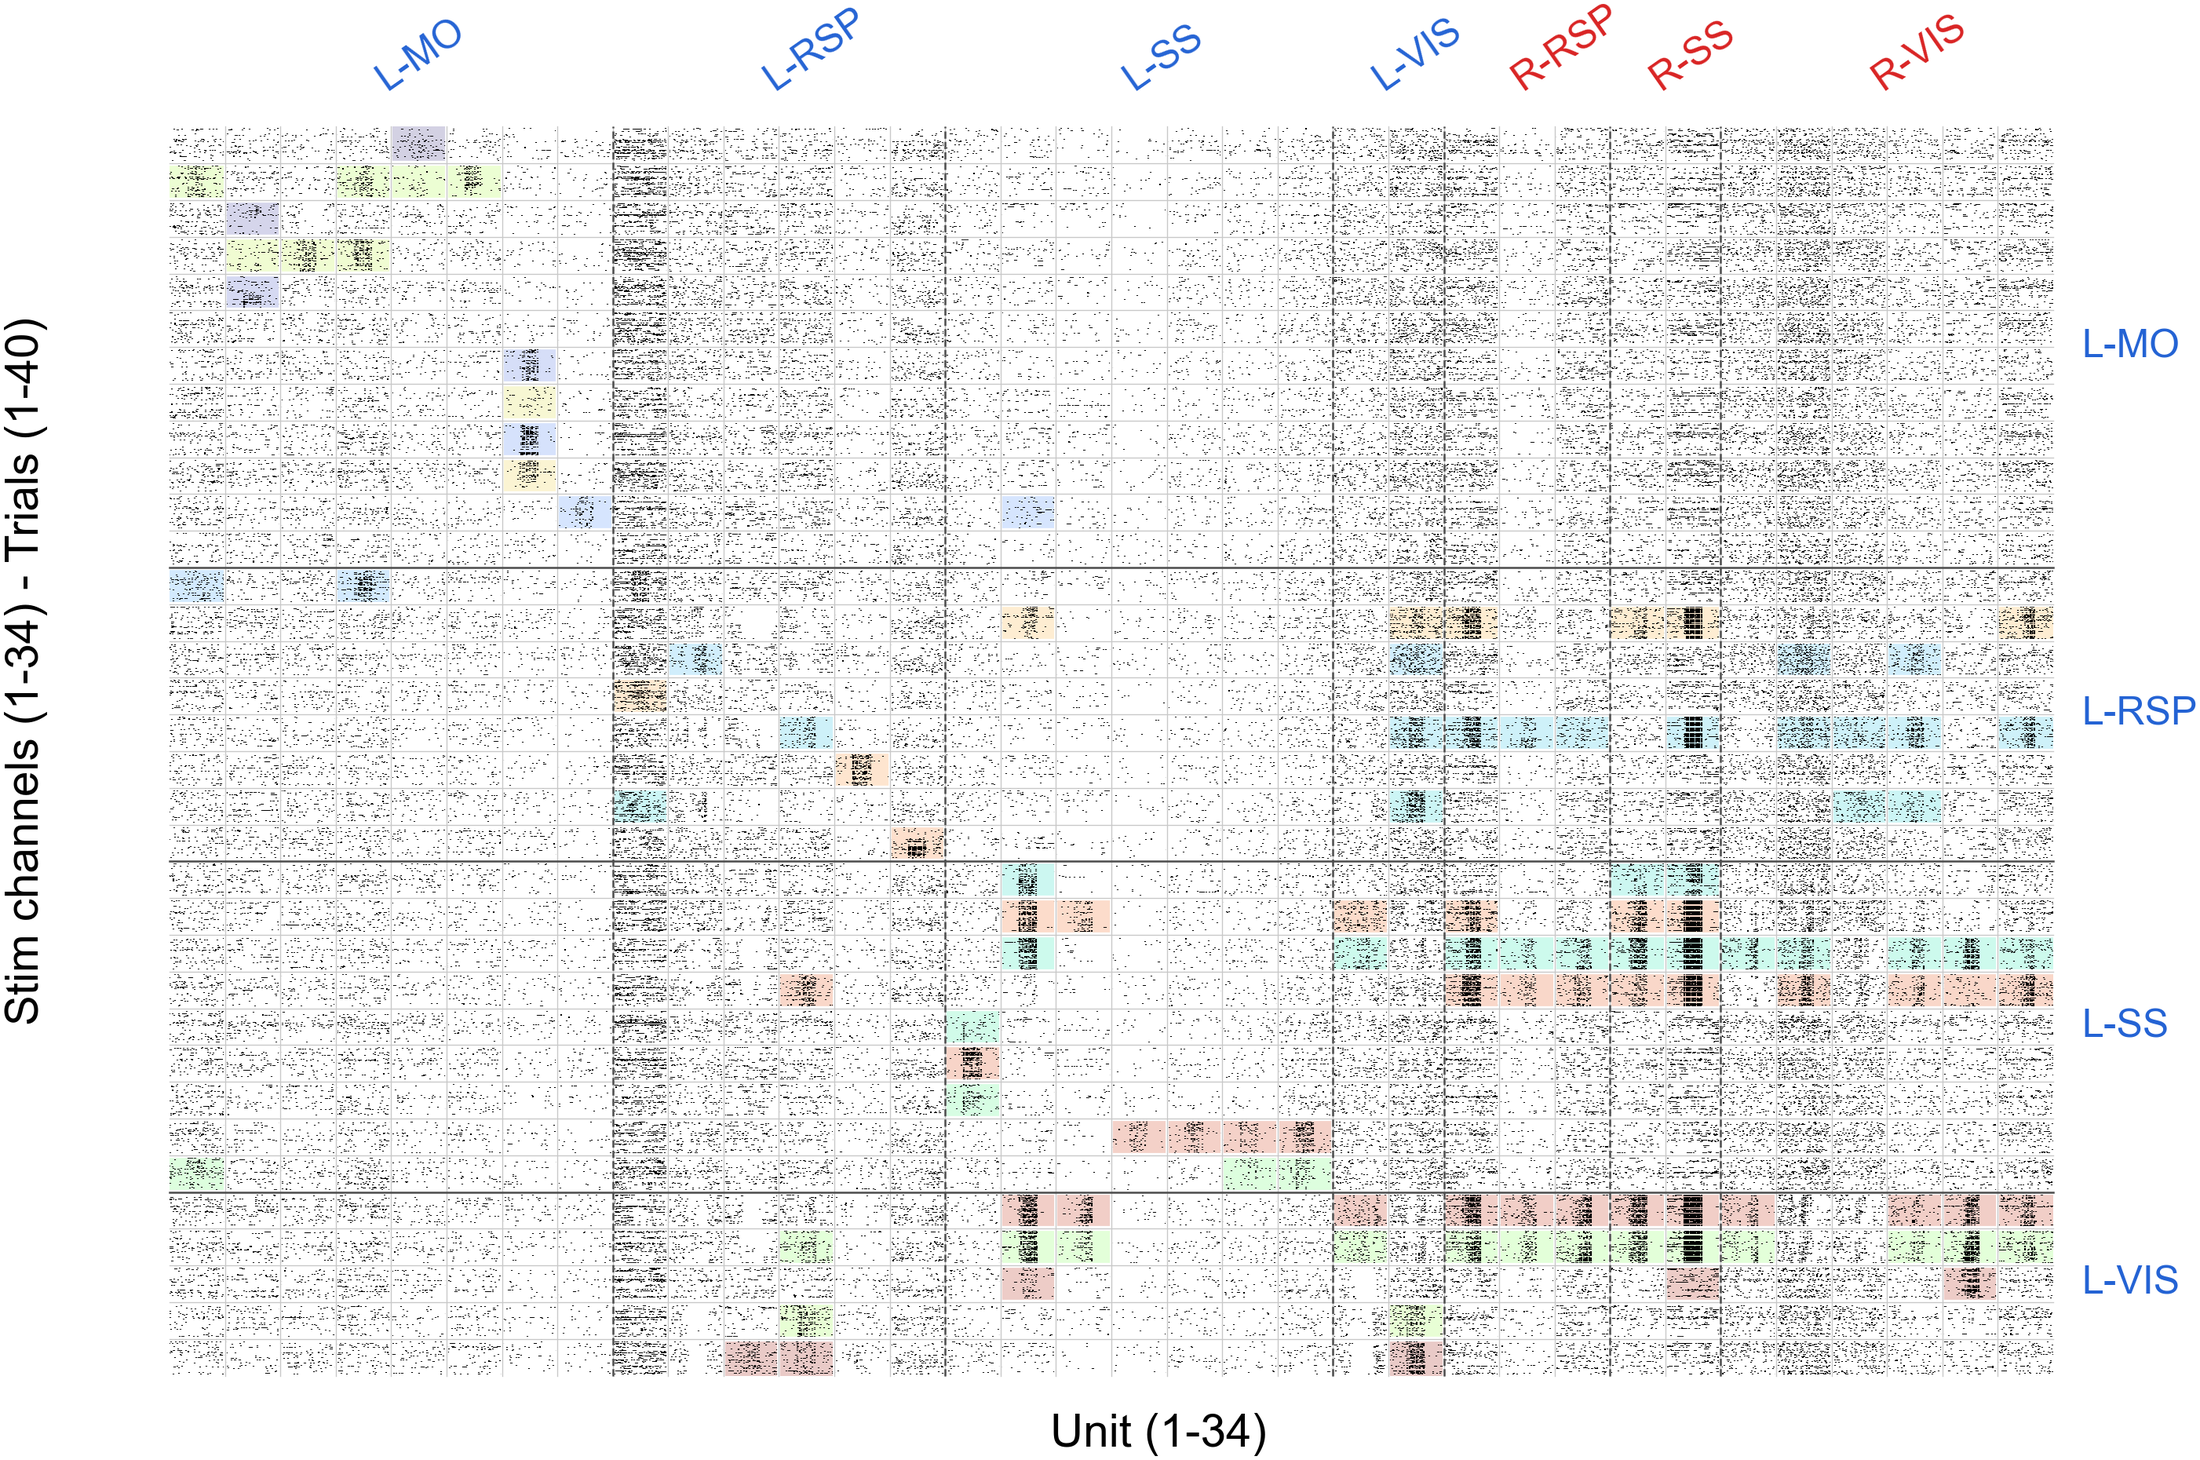 L-MO
L-RSP
L-SS
L-VIS
R-RSP
R-SS
R-VIS
Stim channels (1-34) - Trials (1-40)
L-MO
L-RSP
L-SS
L-VIS
Unit (1-34)